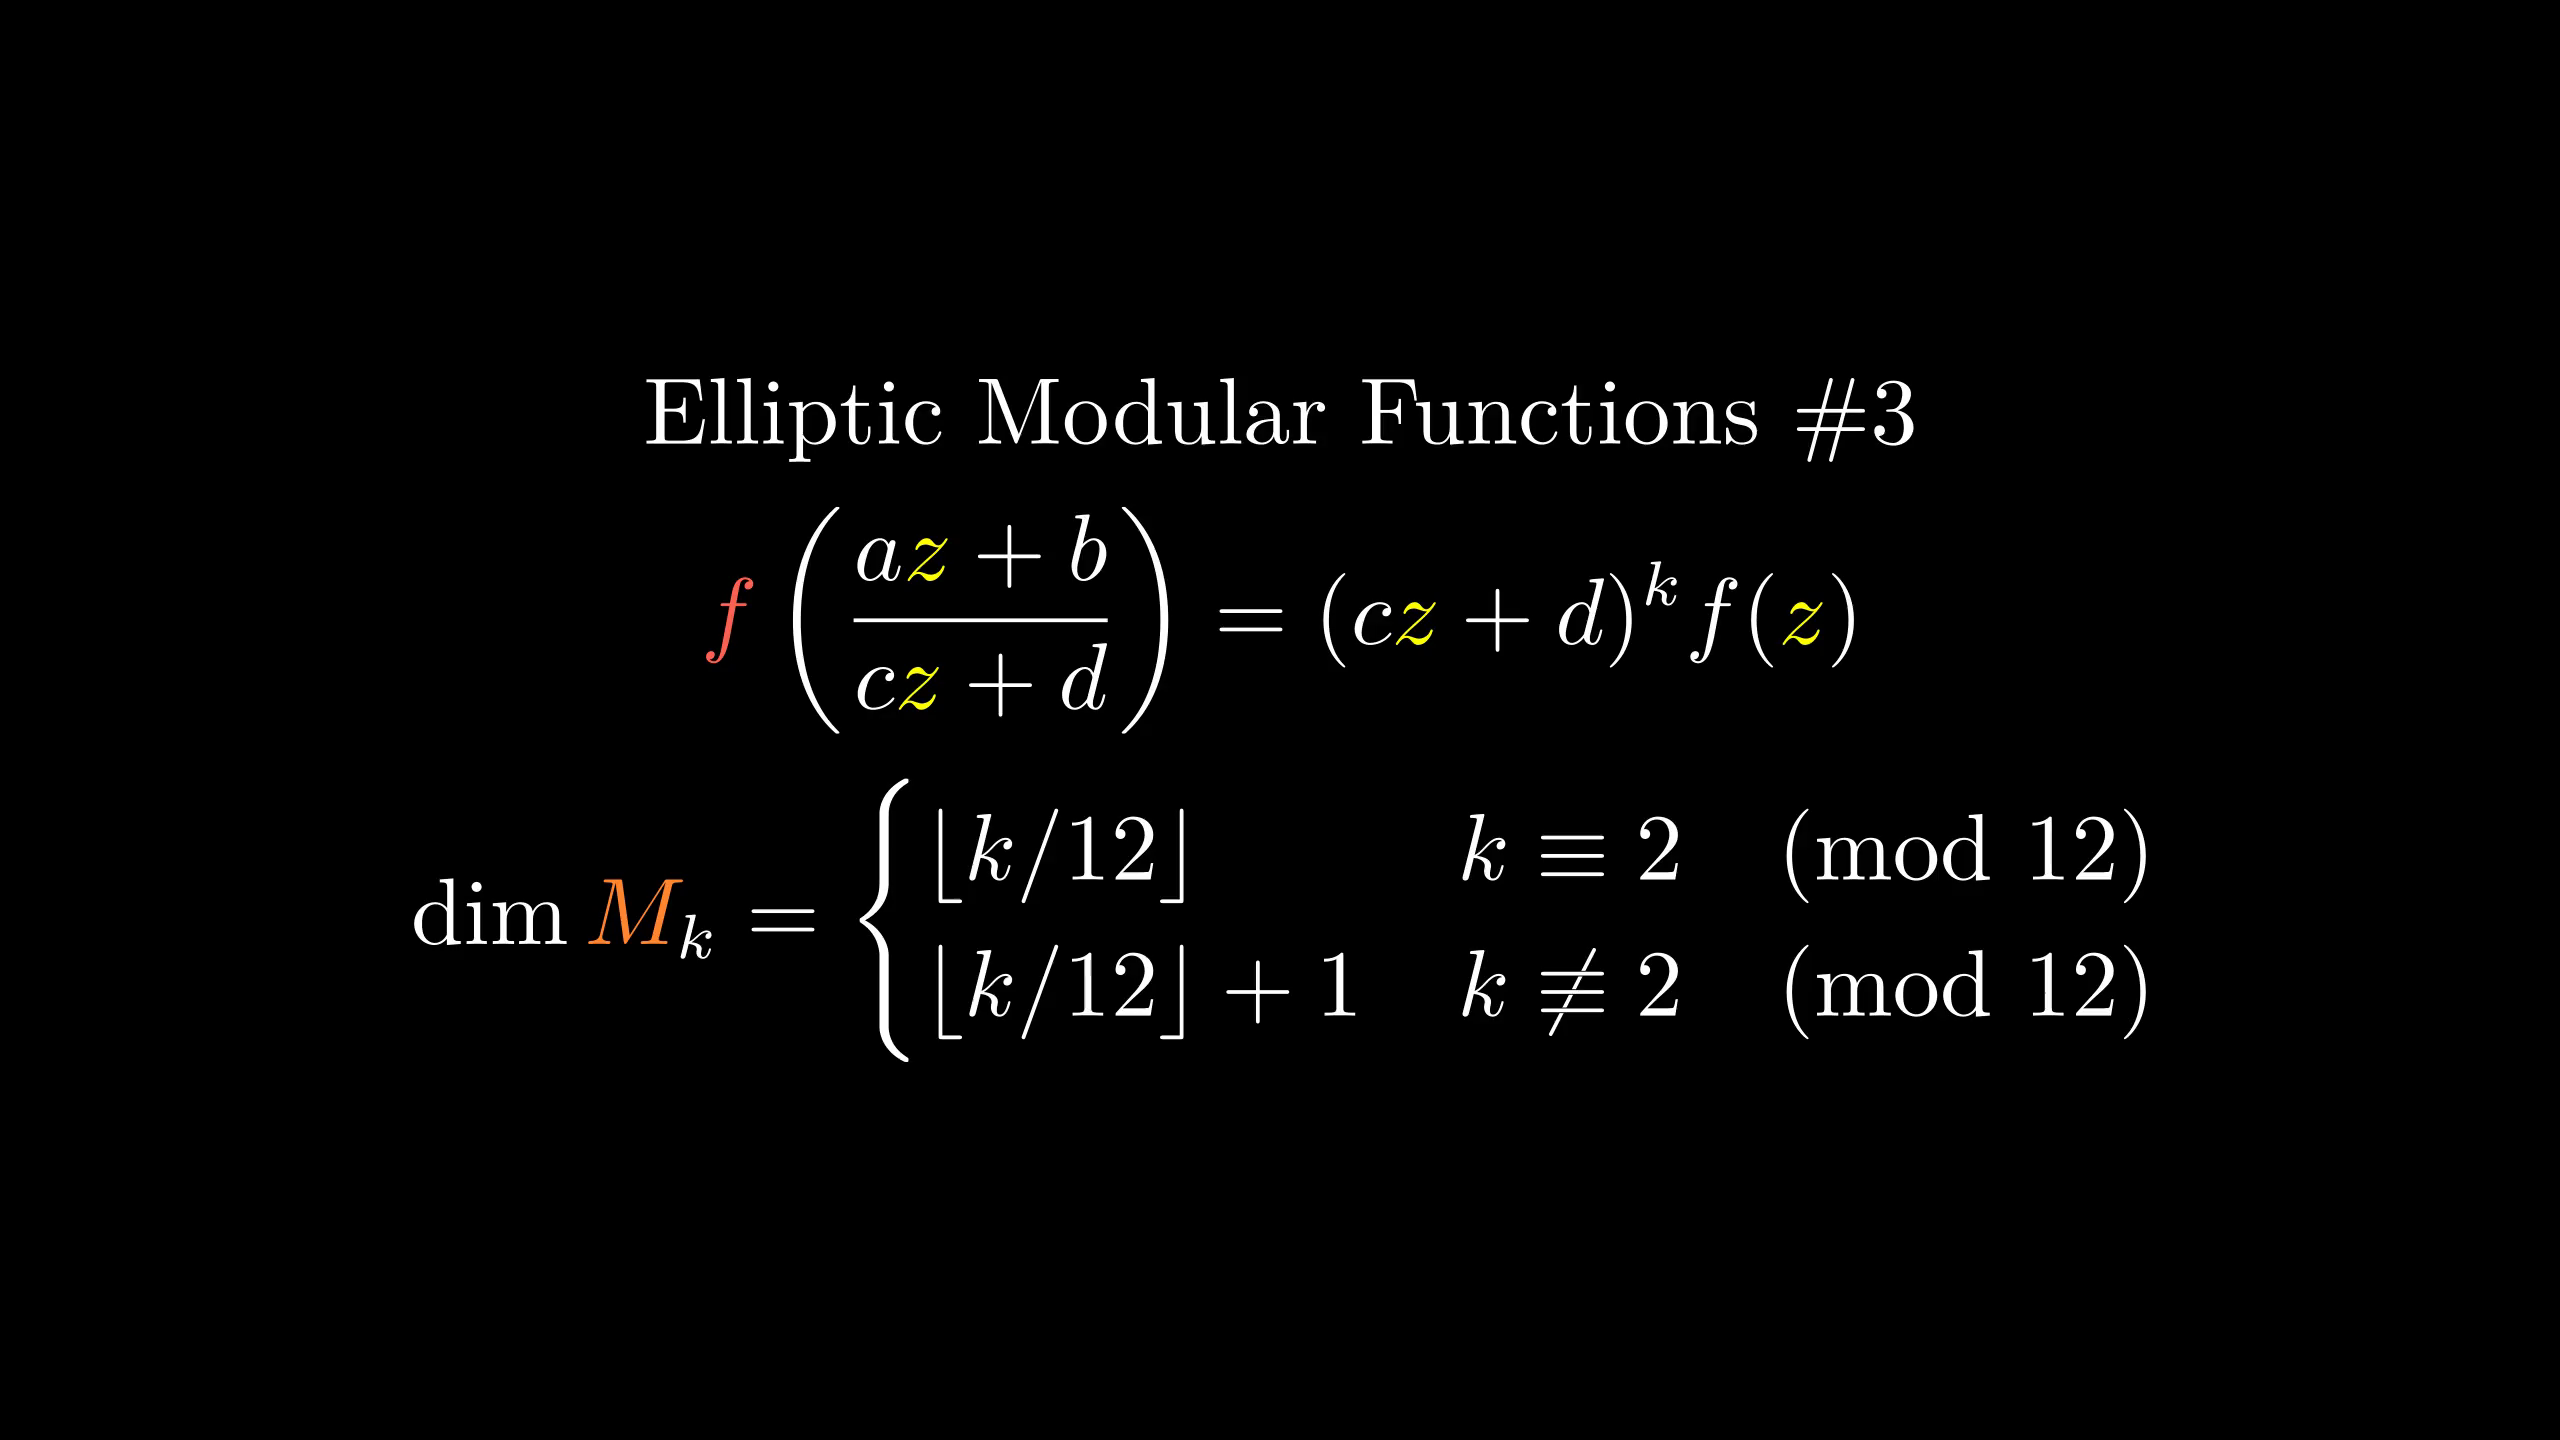 Elliptic Modular Functions #3
f \left( \frac{az + b}{cz + d} \right) = (cz + d)^k f(z)
\dim M_k = \begin{cases} \lfloor k/12 \rfloor & k \equiv 2 \pmod{12} \\ \lfloor k/12 \rfloor + 1 & k \not\equiv 2 \pmod{12} \end{cases}